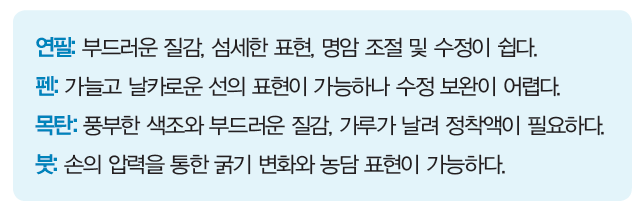 연필: 부드러운 질감, 섬세한 표현, 명암 조절 및 수정이 쉽다.
펜: 가늘고 날카로운 선의 표현이 가능하나 수정 보완이 어렵다.
목탄: 풍부한 색조와 부드러운 질감, 가루가 날려 정착액이 필요하다.
붓: 손의 압력을 통한 굵기 변화와 농담 표현이 가능하다.